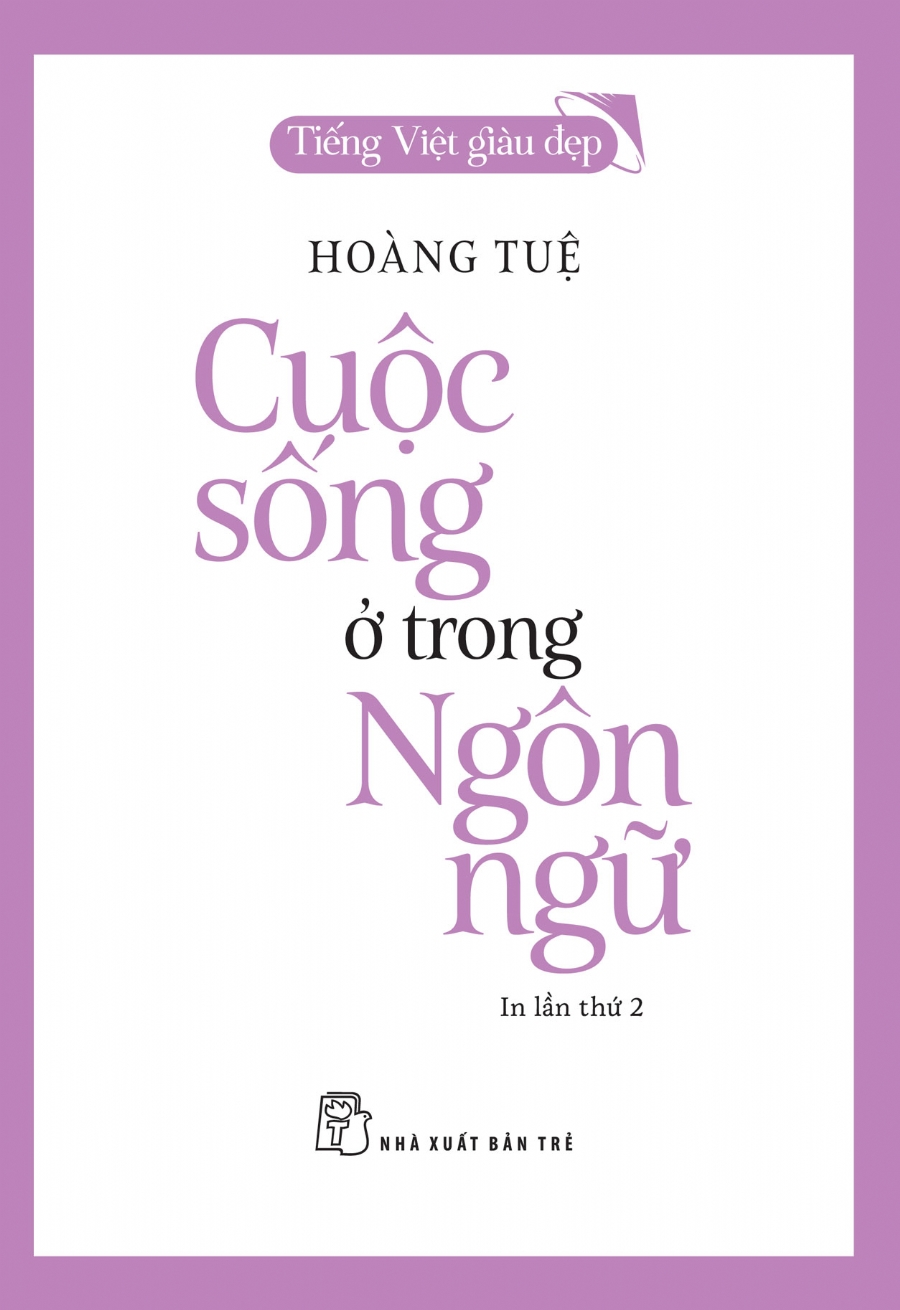 Tiếng Việt giàu đẹp
HOÀNG TUỆ
Cuộc
sống
ở trong
Ngôn
ngữ
In lần thứ 2
T
NHÀ XUẤT BẢN TRẺ